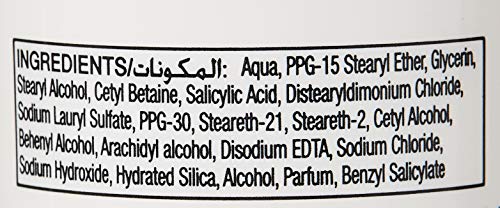 INGREDIENTS/المكونات: Aqua, PPG-15 Stearyl Ether, Glycerin,
Stearyl Alcohol, Cetyl Betaine, Salicylic Acid, Distearyldimonium Chloride,
Sodium Lauryl Sulfate, PPG-30, Steareth-21, Steareth-2, Cetyl Alcohol,
Behenyl Alcohol, Arachidyl alcohol, Disodium EDTA, Sodium Chloride,
Sodium Hydroxide, Hydrated Silica, Alcohol, Parfum, Benzyl Salicylate